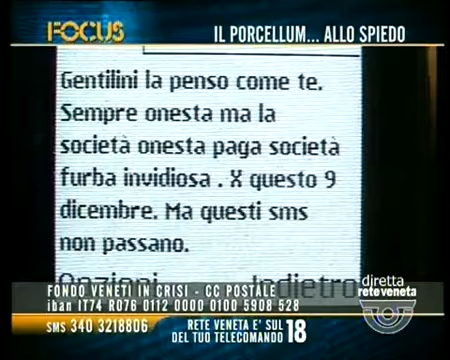 FOCUS
IL PORCELLUM... ALLO SPIEDO
Gentilini la penso come te.
Sempre onesta ma la
società onesta paga società
furba invidiosa . X questo 9
dicembre. Ma questi sms
non passano.
Opzioni Indietro
diretta
reteveneta
FONDO VENETI IN CRISI - CC POSTALE
iban IT74 R076 0112 0000 0100 5908 528
SMS 340 3218806
RETE VENETA E' SUL
DEL TUO TELECOMANDO 18